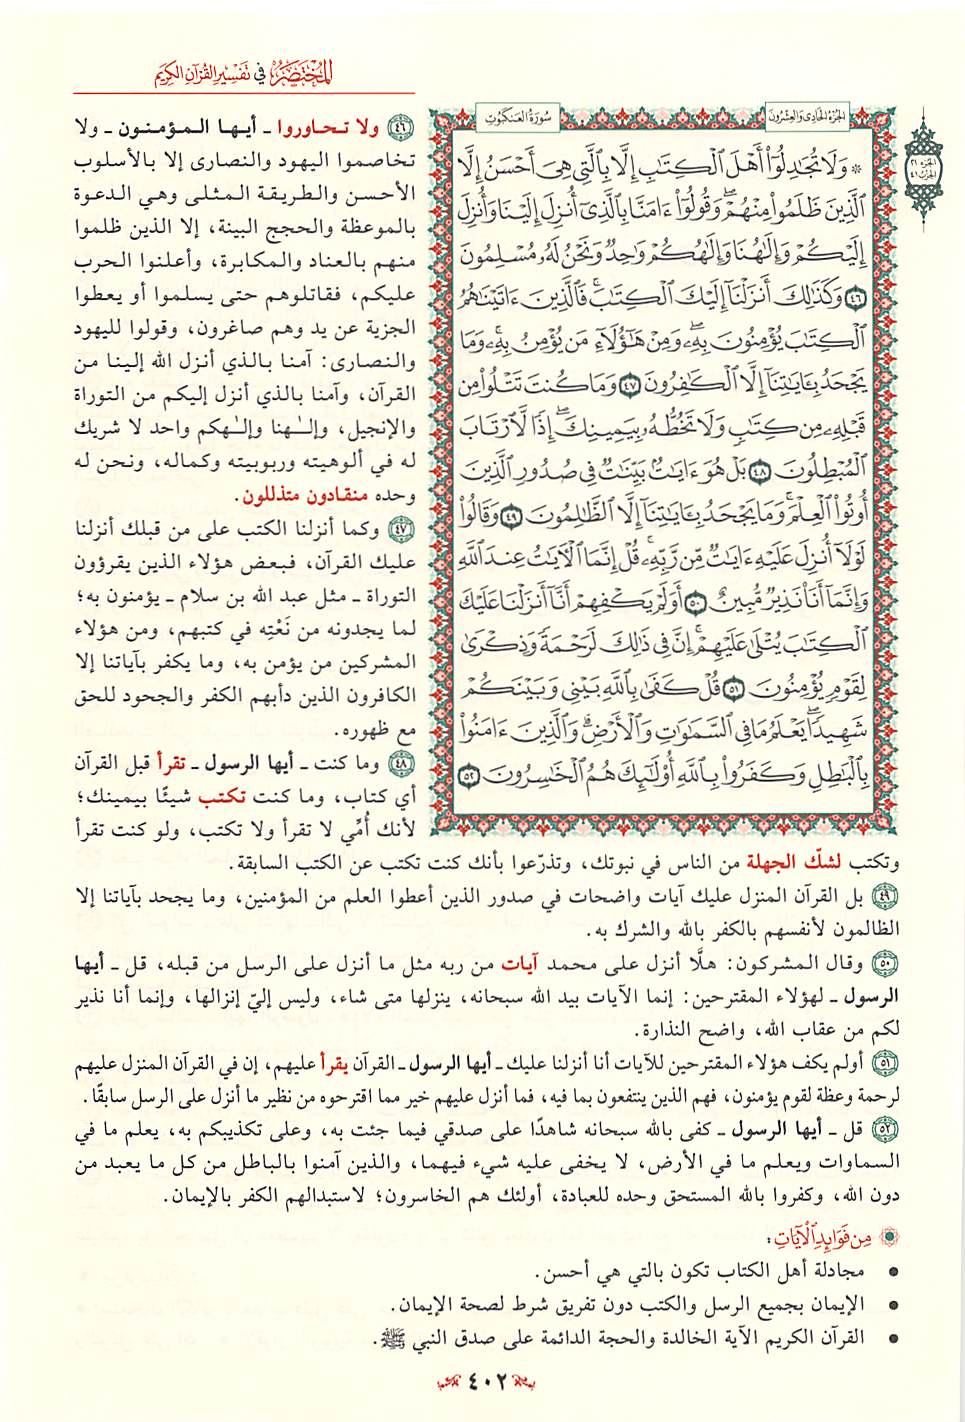 المختصر في تفسير القرآن الكريم
الجزء الحادي والعشرون
سورة العنكبوت
الجزء ٢١
الحزب ٤١
* وَلَا تُجَٰدِلُوٓا۟ أَهْلَ ٱلْكِتَٰبِ إِلَّا بِٱلَّتِى هِىَ أَحْسَنُ إِلَّا
ٱلَّذِينَ ظَلَمُوا۟ مِنْهُمْ ۖ وَقُولُوٓا۟ ءَامَنَّا بِٱلَّذِىٓ أُنزِلَ إِلَيْنَا وَأُنزِلَ
إِلَيْكُمْ وَإِلَٰهُنَا وَإِلَٰهُكُمْ وَٰحِدٌ وَنَحْنُ لَهُۥ مُسْلِمُونَ
٤٦ وَكَذَٰلِكَ أَنزَلْنَآ إِلَيْكَ ٱلْكِتَٰبَ ۚ فَٱلَّذِينَ ءَاتَيْنَٰهُمُ
ٱلْكِتَٰبَ يُؤْمِنُونَ بِهِۦ ۖ وَمِنْ هَٰٓؤُلَآءِ مَن يُؤْمِنُ بِهِۦ ۚ وَمَا
يَجْحَدُ بِـَٔايَٰتِنَآ إِلَّا ٱلْكَٰفِرُونَ ٤٧ وَمَا كُنتَ تَتْلُوا۟ مِن
قَبْلِهِۦ مِن كِتَٰبٍ وَلَا تَخُطُّهُۥ بِيَمِينِكَ ۖ إِذًا لَّٱرْتَابَ
ٱلْمُبْطِلُونَ ٤٨ بَلْ هُوَ ءَايَٰتٌۢ بَيِّنَٰتٌ فِى صُدُورِ ٱلَّذِينَ
أُوتُوا۟ ٱلْعِلْمَ ۚ وَمَا يَجْحَدُ بِـَٔايَٰتِنَآ إِلَّا ٱلظَّٰلِمُونَ ٤٩ وَقَالُوا۟
لَوْلَآ أُنزِلَ عَلَيْهِ ءَايَٰتٌ مِّن رَّبِّهِۦ ۖ قُلْ إِنَّمَا ٱلْـَٔايَٰتُ عِندَ ٱللَّهِ
وَإِنَّمَآ أَنَا۠ نَذِيرٌ مُّبِينٌ ٥٠ أَوَلَمْ يَكْفِهِمْ أَنَّآ أَنزَلْنَا عَلَيْكَ
ٱلْكِتَٰبَ يُتْلَىٰ عَلَيْهِمْ ۚ إِنَّ فِى ذَٰلِكَ لَرَحْمَةً وَذِكْرَىٰ
لِقَوْمٍ يُؤْمِنُونَ ٥١ قُلْ كَفَىٰ بِٱللَّهِ بَيْنِى وَبَيْنَكُمْ
شَهِيدًا ۖ يَعْلَمُ مَا فِى ٱلسَّمَٰوَٰتِ وَٱلْأَرْضِ ۗ وَٱلَّذِينَ ءَامَنُوا۟
بِٱلْبَٰطِلِ وَكَفَرُوا۟ بِٱللَّهِ أُو۟لَٰٓئِكَ هُمُ ٱلْخَٰسِرُونَ ٥٢
٤٦ ولا تحاوروا ـ أيها المؤمنون ـ ولا
تخاصموا اليهود والنصارى إلا بالأسلوب
الأحسن والطريقة المثلى وهي الدعوة
بالموعظة والحجج البينة، إلا الذين ظلموا
منهم بالعناد والمكابرة، وأعلنوا الحرب
عليكم، فقاتلوهم حتى يسلموا أو يعطوا
الجزية عن يد وهم صاغرون، وقولوا لليهود
والنصارى: آمنا بالذي أنزل الله إلينا من
القرآن، وآمنا بالذي أنزل إليكم من التوراة
والإنجيل، وإلـٰهنا وإلـٰهكم واحد لا شريك
له في ألوهيته وربوبيته وكماله، ونحن له
وحده منقادون متذللون.
٤٧ وكما أنزلنا الكتب على من قبلك أنزلنا
عليك القرآن، فبعض هؤلاء الذين يقرؤون
التوراة ـ مثل عبد الله بن سلام ـ يؤمنون به؛
لما يجدونه من نَعْتِه في كتبهم، ومن هؤلاء
المشركين من يؤمن به، وما يكفر بآياتنا إلا
الكافرون الذين دأبهم الكفر والجحود للحق
مع ظهوره.
٤٨ وما كنت ـ أيها الرسول ـ تقرأ قبل القرآن
أي كتاب، وما كنت تكتب شيئًا بيمينك؛
لأنك أُمِّي لا تقرأ ولا تكتب، ولو كنت تقرأ
وتكتب لشكّ الجهلة من الناس في نبوتك، وتذرّعوا بأنك كنت تكتب عن الكتب السابقة.
٤٩ بل القرآن المنزل عليك آيات واضحات في صدور الذين أعطوا العلم من المؤمنين، وما يجحد بآياتنا إلا
الظالمون لأنفسهم بالكفر بالله والشرك به.
٥٠ وقال المشركون: هلَّا أنزل على محمد آيات من ربه مثل ما أنزل على الرسل من قبله، قل ـ أيها
الرسول ـ لهؤلاء المقترحين: إنما الآيات بيد الله سبحانه، ينزلها متى شاء، وليس إليّ إنزالها، وإنما أنا نذير
لكم من عقاب الله، واضح النذارة.
٥١ أولم يكف هؤلاء المقترحين للآيات أنا أنزلنا عليك ـ أيها الرسول ـ القرآن يقرأ عليهم، إن في القرآن المنزل عليهم
لرحمة وعظة لقوم يؤمنون، فهم الذين ينتفعون بما فيه، فما أنزل عليهم خير مما اقترحوه من نظير ما أنزل على الرسل سابقًا.
٥٢ قل ـ أيها الرسول ـ كفى بالله سبحانه شاهدًا على صدقي فيما جئت به، وعلى تكذيبكم به، يعلم ما في
السماوات ويعلم ما في الأرض، لا يخفى عليه شيء فيهما، والذين آمنوا بالباطل من كل ما يعبد من
دون الله، وكفروا بالله المستحق وحده للعبادة، أولئك هم الخاسرون؛ لاستبدالهم الكفر بالإيمان.
من فوائد الآيات:
● مجادلة أهل الكتاب تكون بالتي هي أحسن.
● الإيمان بجميع الرسل والكتب دون تفريق شرط لصحة الإيمان.
● القرآن الكريم الآية الخالدة والحجة الدائمة على صدق النبي ﷺ.
٤٠٢